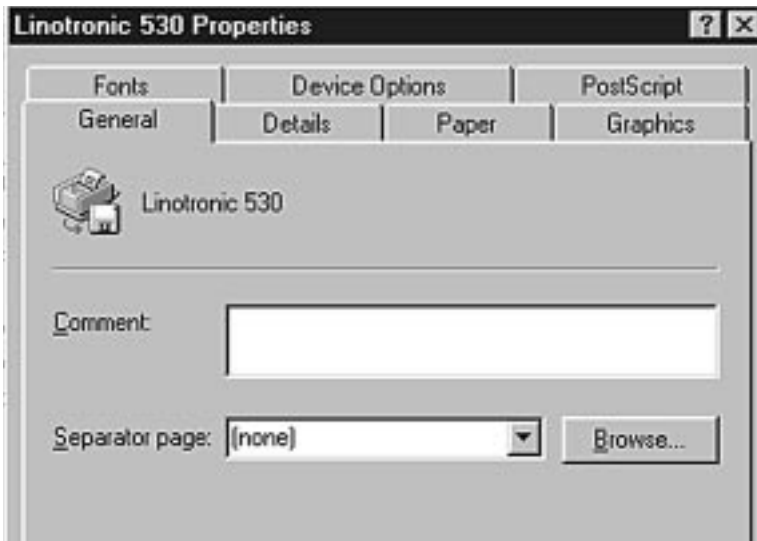 Linotronic 530 Properties
Fonts Device Options PostScript
General Details Paper Graphics
Linotronic 530
Comment:
Separator page: (none) Browse...